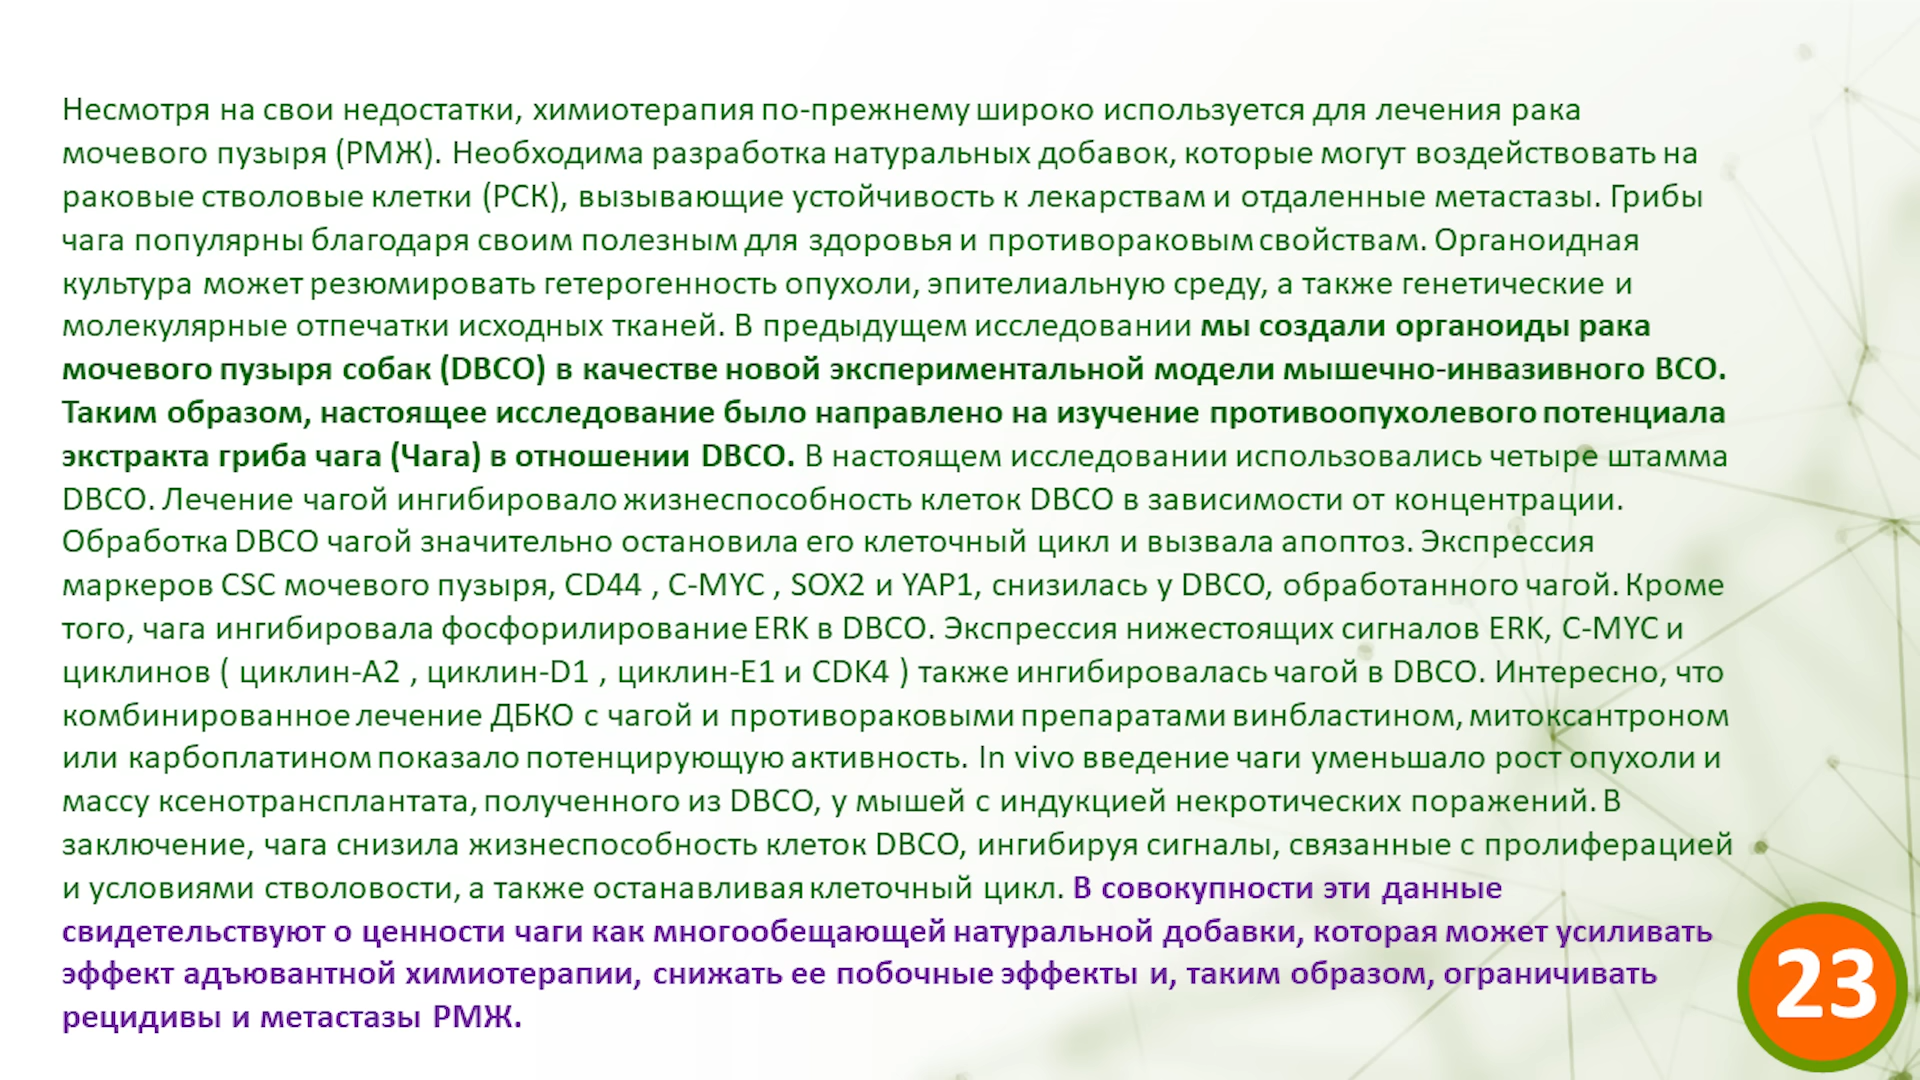 Несмотря на свои недостатки, химиотерапия по-прежнему широко используется для лечения рака
мочевого пузыря (РМЖ). Необходима разработка натуральных добавок, которые могут воздействовать на
раковые стволовые клетки (РСК), вызывающие устойчивость к лекарствам и отдаленные метастазы. Грибы
чага популярны благодаря своим полезным для здоровья и противораковым свойствам. Органоидная
культура может резюмировать гетерогенность опухоли, эпителиальную среду, а также генетические и
молекулярные отпечатки исходных тканей. В предыдущем исследовании мы создали органоиды рака
мочевого пузыря собак (DBCO) в качестве новой экспериментальной модели мышечно-инвазивного ВСО.
Таким образом, настоящее исследование было направлено на изучение противоопухолевого потенциала
экстракта гриба чага (Чага) в отношении DBCO. В настоящем исследовании использовались четыре штамма
DBCO. Лечение чагой ингибировало жизнеспособность клеток DBCO в зависимости от концентрации.
Обработка DBCO чагой значительно остановила его клеточный цикл и вызвала апоптоз. Экспрессия
маркеров CSC мочевого пузыря, CD44 , C-MYC , SOX2 и YAP1, снизилась у DBCO, обработанного чагой. Кроме
того, чага ингибировала фосфорилирование ERK в DBCO. Экспрессия нижестоящих сигналов ERK, C-MYC и
циклинов ( циклин-A2 , циклин-D1 , циклин-E1 и CDK4 ) также ингибировалась чагой в DBCO. Интересно, что
комбинированное лечение ДБКО с чагой и противораковыми препаратами винбластином, митоксантроном
или карбоплатином показало потенцирующую активность. In vivo введение чаги уменьшало рост опухоли и
массу ксенотрансплантата, полученного из DBCO, у мышей с индукцией некротических поражений. В
заключение, чага снизила жизнеспособность клеток DBCO, ингибируя сигналы, связанные с пролиферацией
и условиями стволовости, а также останавливая клеточный цикл. В совокупности эти данные
свидетельствуют о ценности чаги как многообещающей натуральной добавки, которая может усиливать
эффект адъювантной химиотерапии, снижать ее побочные эффекты и, таким образом, ограничивать
рецидивы и метастазы РМЖ.
23